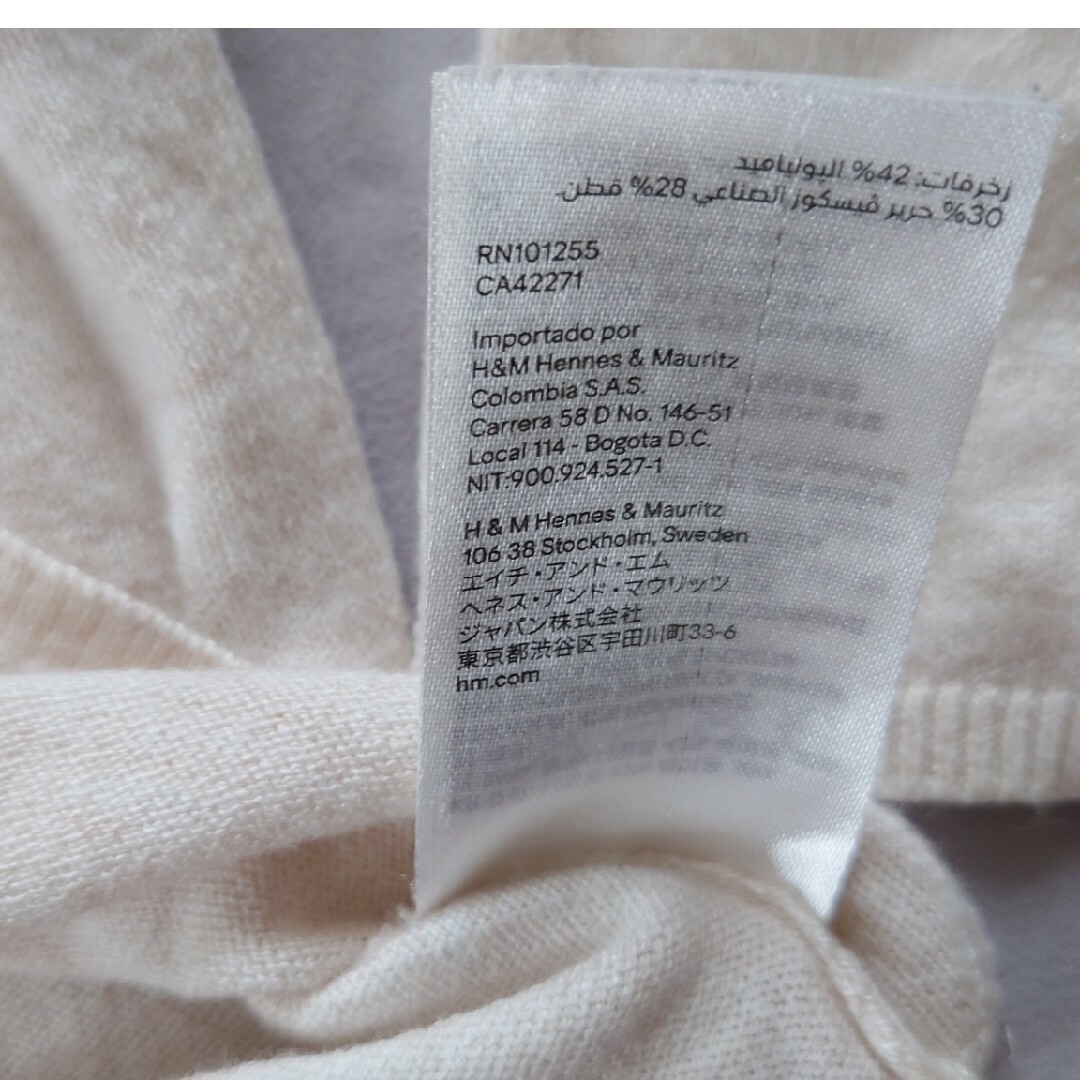 زخرفات: 42% البولياميد
30% حرير فيسكوز الصناعي 28% قطن.
RN101255
CA42271
Importado por
H&M Hennes & Mauritz
Colombia S.A.S.
Carrera 58 D No. 146-51
Local 114 - Bogota D.C.
NIT:900.924.527-1
H & M Hennes & Mauritz
106 38 Stockholm, Sweden
エイチ・アンド・エム
ヘネス・アンド・マウリッツ
ジャパン株式会社
東京都渋谷区宇田川町33-6
hm.com